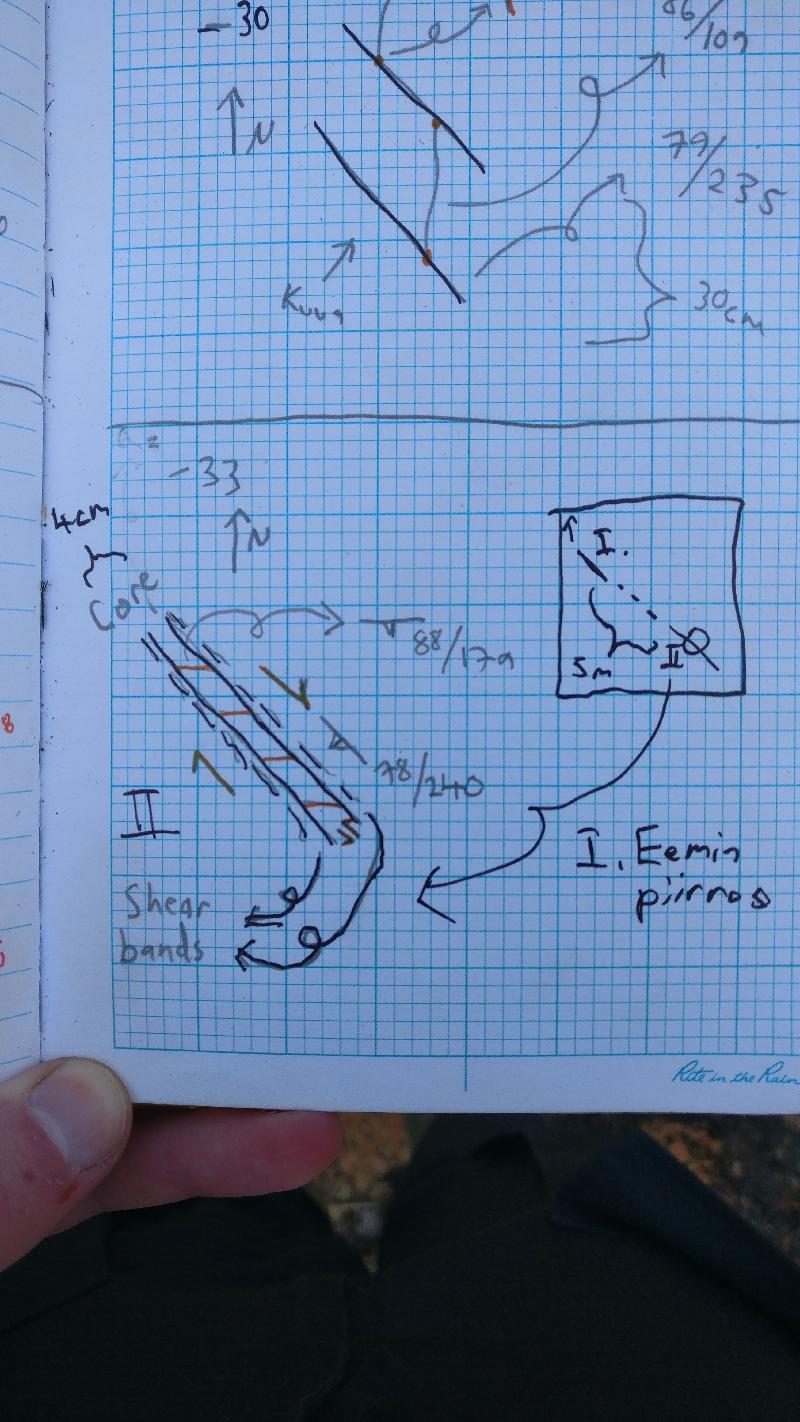 -30
N
86/109
79/235
Kuva
30cm
-33
N
4cm
Core
88/179
78/240
II
Shear
bands
I.
5m
II
I. Eemin
piirros
Rite in the Rain